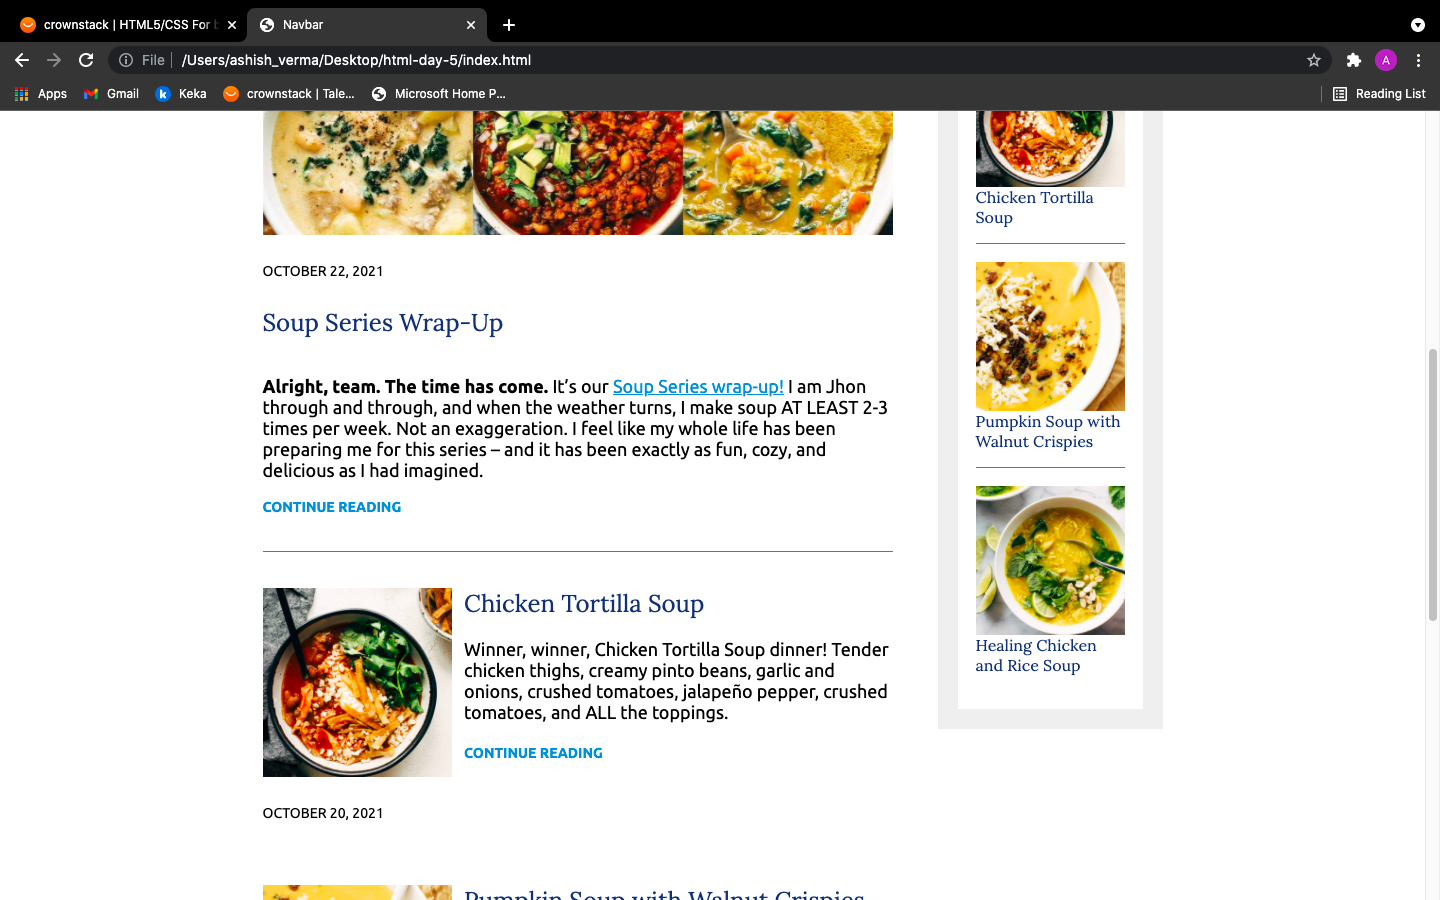 crownstack | HTML5/CSS For b
Navbar
File
/Users/ashish_verma/Desktop/html-day-5/index.html
A
Apps
Gmail
Keka
crownstack | Tale...
Microsoft Home P...
Reading List
OCTOBER 22, 2021
Soup Series Wrap-Up
Alright, team. The time has come. It’s our Soup Series wrap-up! I am Jhon
through and through, and when the weather turns, I make soup AT LEAST 2-3
times per week. Not an exaggeration. I feel like my whole life has been
preparing me for this series – and it has been exactly as fun, cozy, and
delicious as I had imagined.
CONTINUE READING
Chicken Tortilla Soup
Winner, winner, Chicken Tortilla Soup dinner! Tender
chicken thighs, creamy pinto beans, garlic and
onions, crushed tomatoes, jalapeño pepper, crushed
tomatoes, and ALL the toppings.
CONTINUE READING
OCTOBER 20, 2021
Pumpkin Soup with Walnut Crispies
Chicken Tortilla
Soup
Pumpkin Soup with
Walnut Crispies
Healing Chicken
and Rice Soup